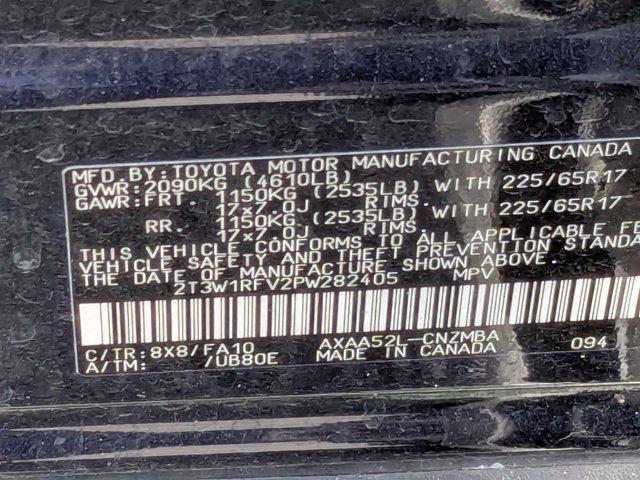 MFD.BY:TOYOTA MOTOR MANUFACTURING CANADA
GVWR:2090KG (4610LB)
GAWR:FRT. 1150KG (2535LB) WITH 225/65R17
17x7.0J RIMS.
RR. 1150KG (2535LB) WITH 225/65R17
17x7.0J RIMS.
THIS VEHICLE CONFORMS TO ALL APPLICABLE FE
VEHICLE SAFETY AND THEFT PREVENTION STANDA
THE DATE OF MANUFACTURE SHOWN ABOVE.
2T3W1RFV2PW282405 MPV
C/TR:8X8/FA10 AXAA52L-CNZMBA 094
A/TM: /UB80E MADE IN CANADA